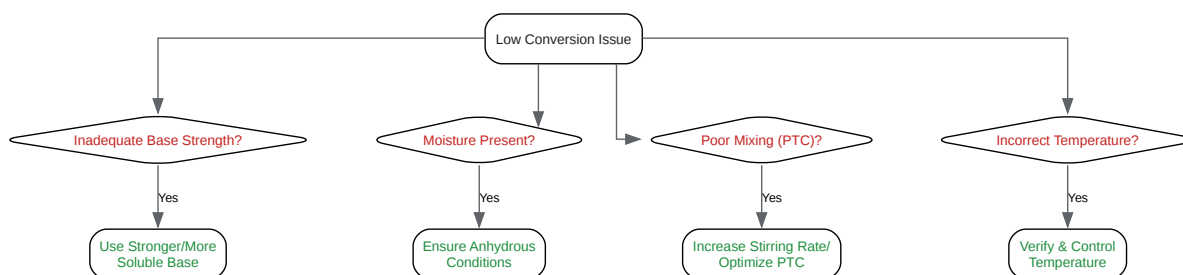 Low Conversion Issue
Inadequate Base Strength?
Moisture Present?
Poor Mixing (PTC)?
Incorrect Temperature?
Yes
Yes
Yes
Yes
Use Stronger/More
Soluble Base
Ensure Anhydrous
Conditions
Increase Stirring Rate/
Optimize PTC
Verify & Control
Temperature